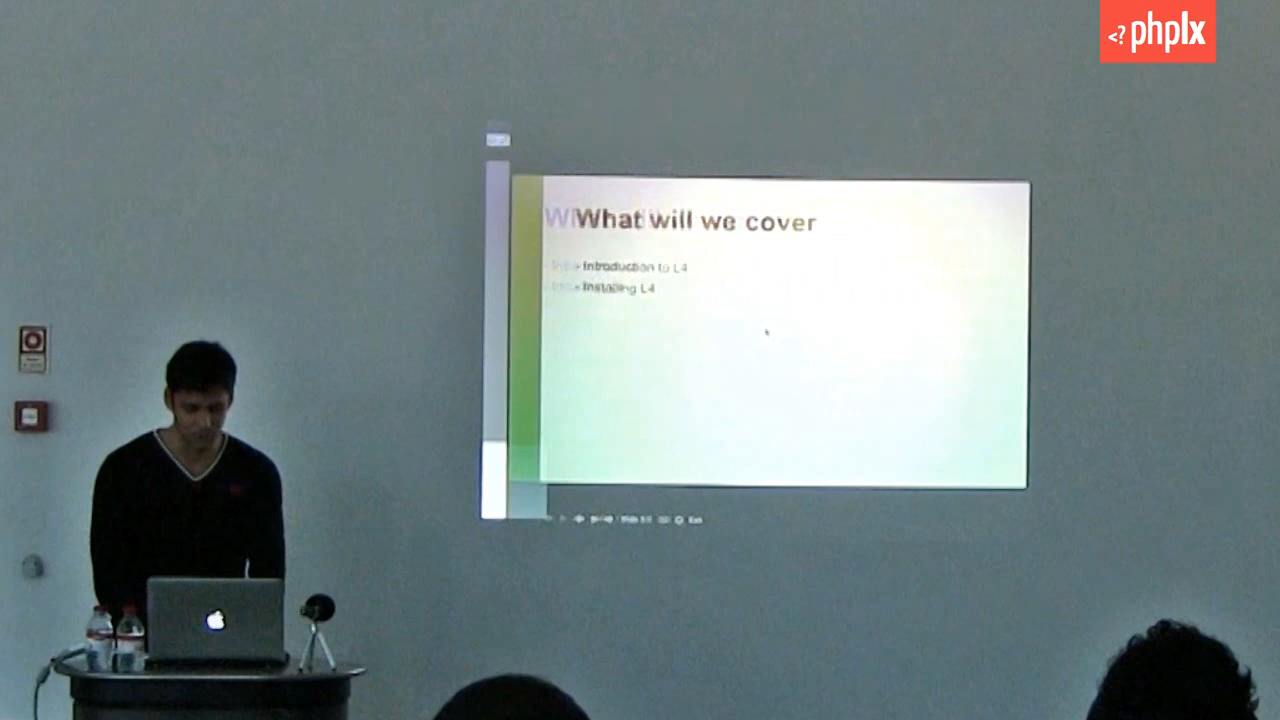 <? phplx
What will we cover
Introduction to L4
Installing L4